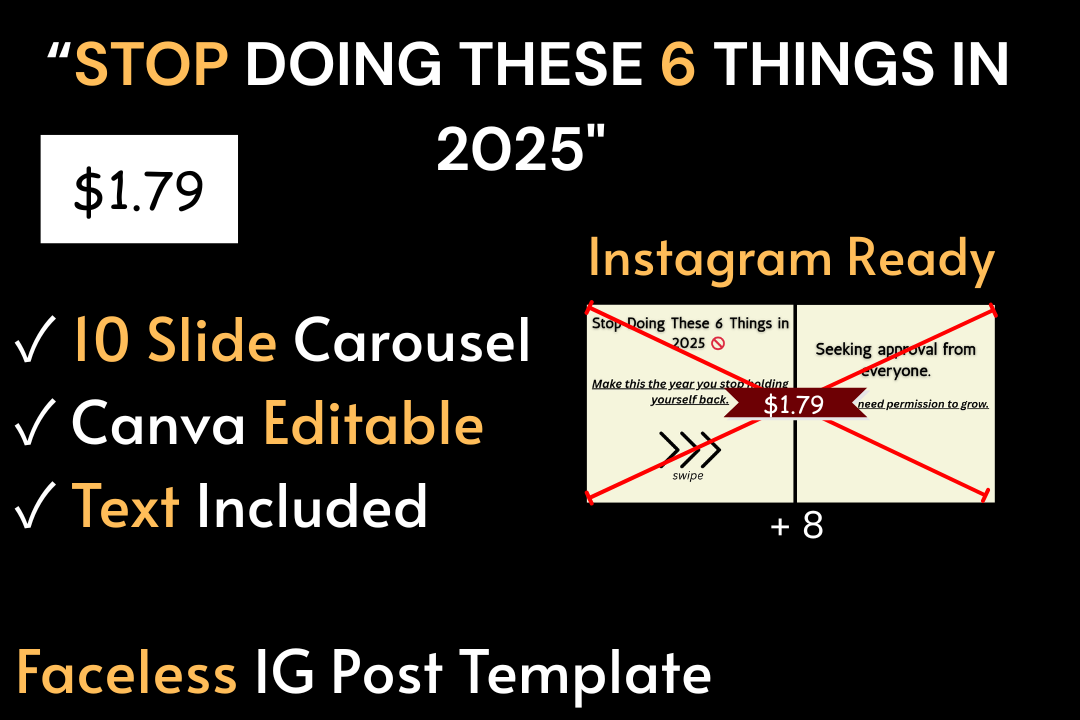 “STOP DOING THESE 6 THINGS IN
2025"
$1.79
Instagram Ready
✓ 10 Slide Carousel
✓ Canva Editable
✓ Text Included
Stop Doing These 6 Things in
2025 🚫
Make this the year you stop holding
yourself back.
swipe
Seeking approval from
everyone.
need permission to grow.
$1.79
+ 8
Faceless IG Post Template